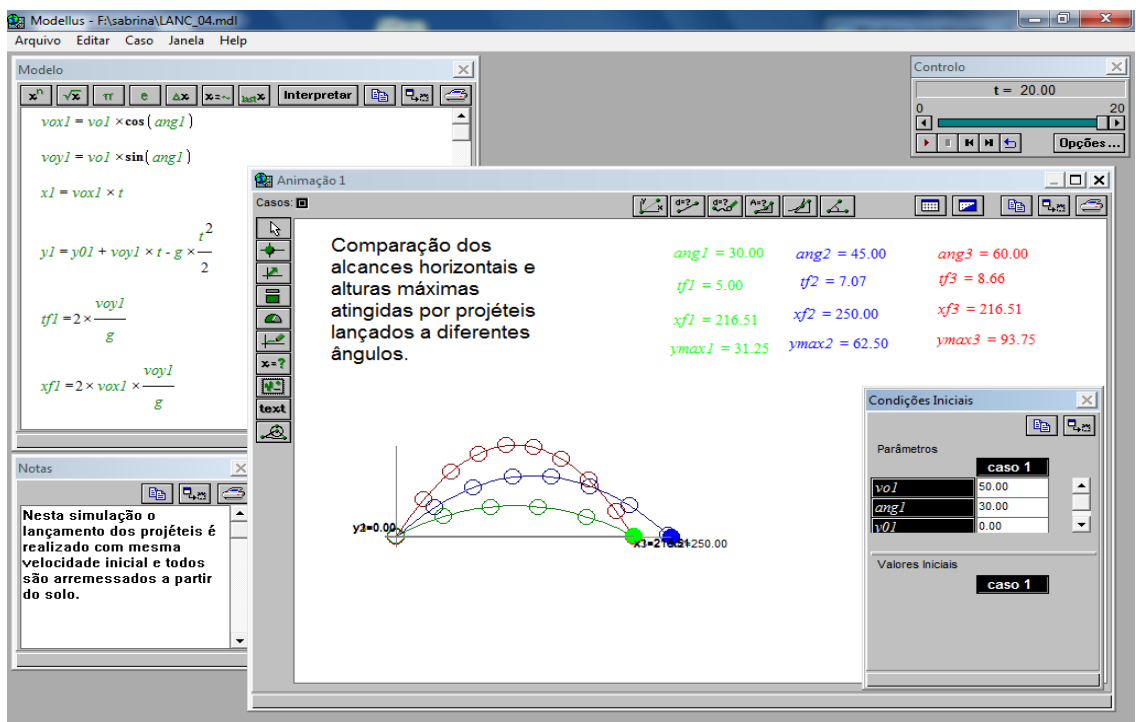 Modellus - F:\sabrina\LANC_04.mdl
Arquivo Editar Caso Janela Help
Modelo
xⁿ √x π e Δx last x Interpretar
vox1 = vo1 × cos ( ang1 )
voy1 = vo1 × sin( ang1 )
x1 = vox1 × t
y1 = y01 + voy1 × t - g × t² / 2
tf1 = 2 × voy1 / g
xf1 = 2 × vox1 × voy1 / g
Notas
Nesta simulação o
lançamento dos projéteis é
realizado com mesma
velocidade inicial e todos
são arremessados a partir
do solo.
Controlo
t = 20.00
0 20
Opções...
Animação 1
Casos:
x=?
text
Comparação dos
alcances horizontais e
alturas máximas
atingidas por projéteis
lançados a diferentes
ângulos.
ang1 = 30.00 ang2 = 45.00 ang3 = 60.00
tf1 = 5.00 tf2 = 7.07 tf3 = 8.66
xf1 = 216.51 xf2 = 250.00 xf3 = 216.51
ymax1 = 31.25 ymax2 = 62.50 ymax3 = 93.75
=0.00
=250.00
Condições Iniciais
Parâmetros
caso 1
vo1 50.00
ang1 30.00
y01 0.00
Valores Iniciais
caso 1